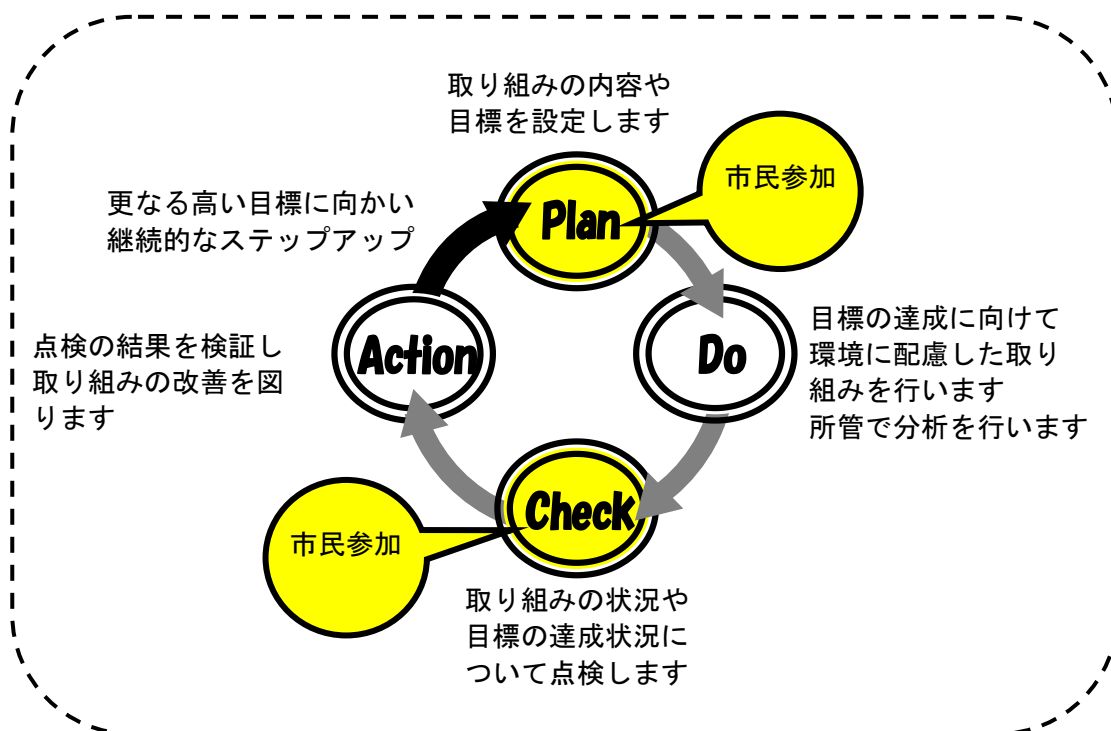 取り組みの内容や
目標を設定します
市民参加
Plan
更なる高い目標に向かい
継続的なステップアップ
目標の達成に向けて
環境に配慮した取り
組みを行います
所管で分析を行います
Do
点検の結果を検証し
取り組みの改善を図
ります
Action
Check
市民参加
取り組みの状況や
目標の達成状況に
ついて点検します